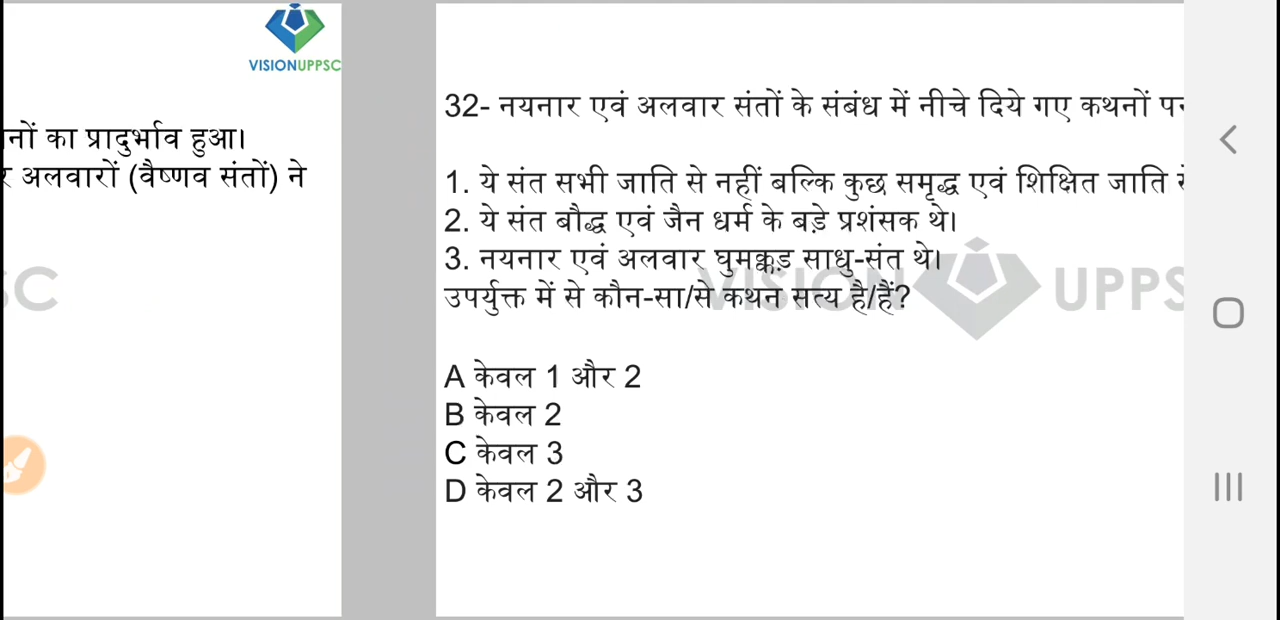 VISIONUPPSC
नों का प्रादुर्भाव हुआ।
अलवारों (वैष्णव संतों) ने
SC
32- नयनार एवं अलवार संतों के संबंध में नीचे दिये गए कथनों
1. ये संत सभी जाति से नहीं बल्कि कुछ समृद्ध एवं शिक्षित जाति
2. ये संत बौद्ध एवं जैन धर्म के बड़े प्रशंसक थे।
3. नयनार एवं अलवार घुमक्कड़ साधु-संत थे।
उपर्युक्त में से कौन-सा/से कथन सत्य है/हैं?
VISION UPPS
A केवल 1 और 2
B केवल 2
C केवल 3
D केवल 2 और 3